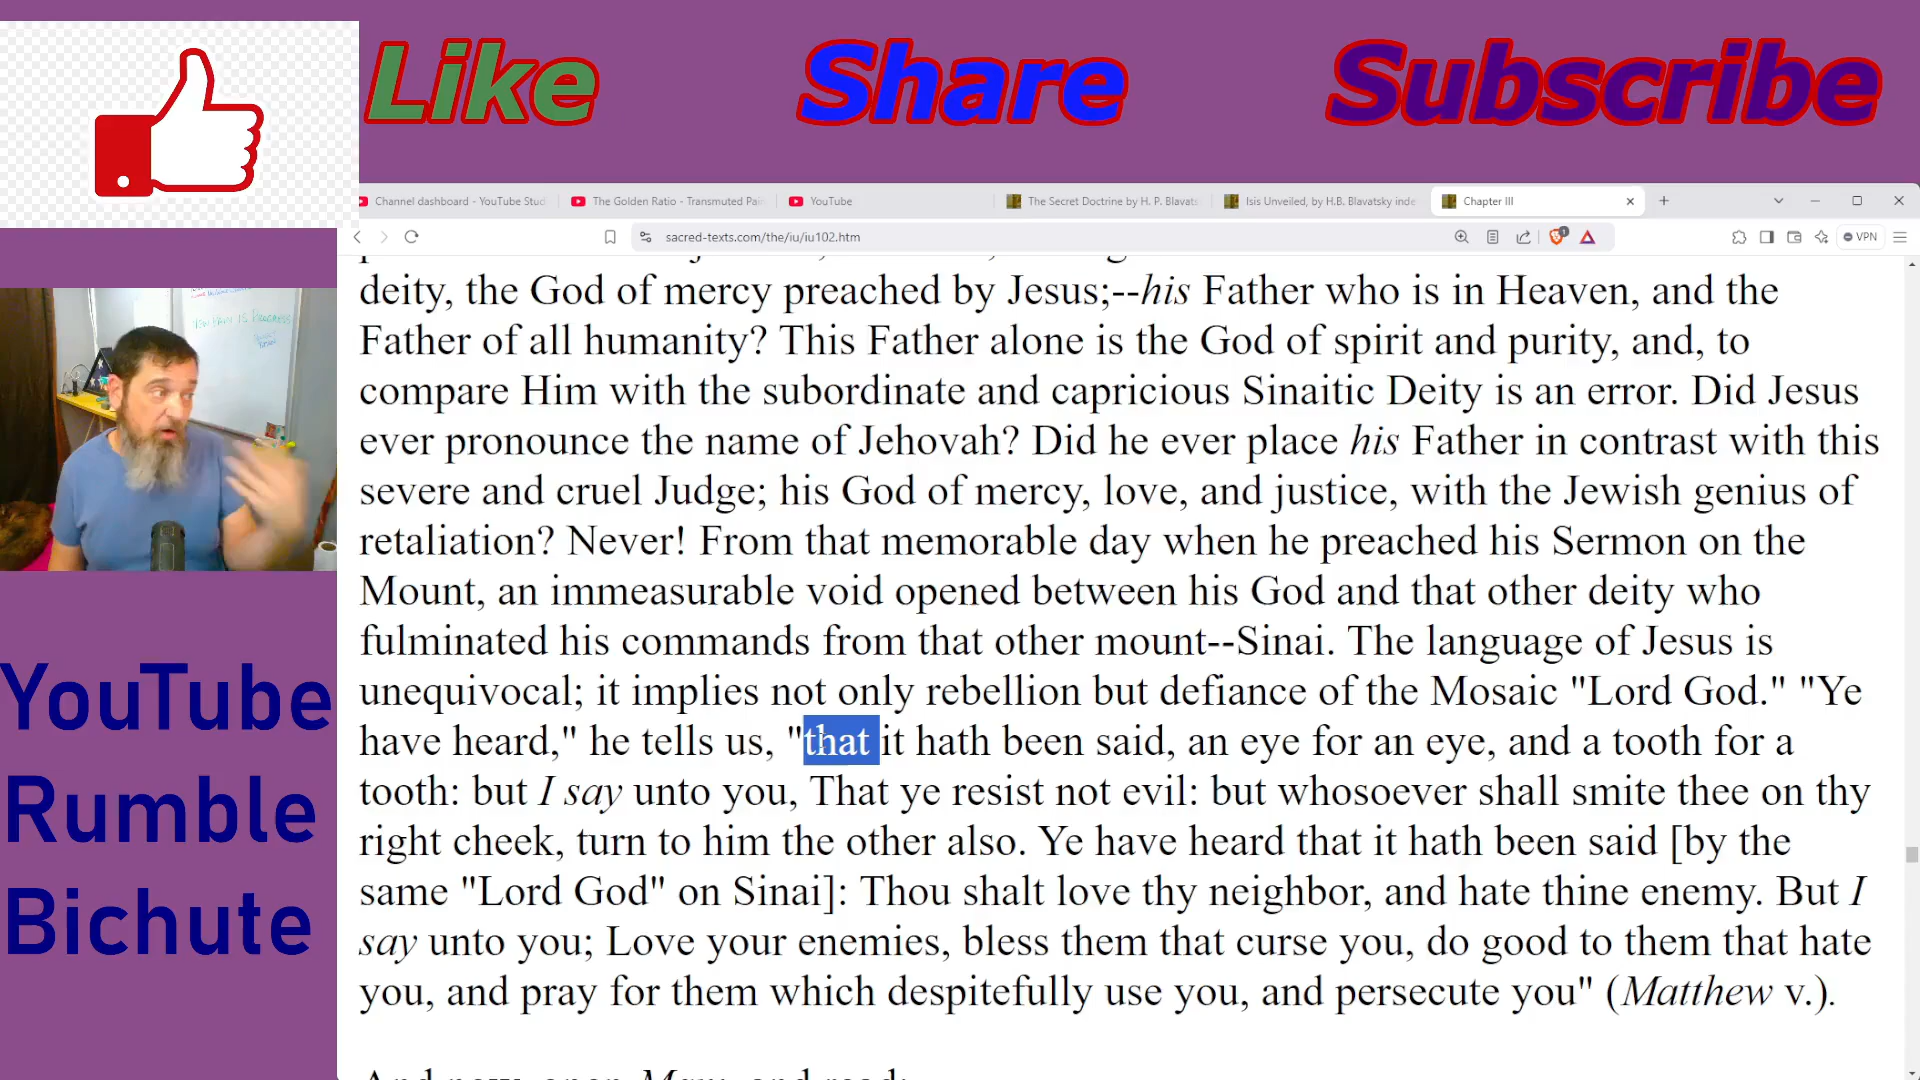 Like Share Subscribe
Channel dashboard - YouTube Stud
The Golden Ratio - Transmuted Pai
YouTube
The Secret Doctrine by H. P. Blavats
Isis Unveiled, by H.B. Blavatsky inde
Chapter III
sacred-texts.com/the/iu/iu102.htm
1
VPN
deity, the God of mercy preached by Jesus;--his Father who is in Heaven, and the
Father of all humanity? This Father alone is the God of spirit and purity, and, to
compare Him with the subordinate and capricious Sinaitic Deity is an error. Did Jesus
ever pronounce the name of Jehovah? Did he ever place his Father in contrast with this
severe and cruel Judge; his God of mercy, love, and justice, with the Jewish genius of
retaliation? Never! From that memorable day when he preached his Sermon on the
Mount, an immeasurable void opened between his God and that other deity who
fulminated his commands from that other mount--Sinai. The language of Jesus is
unequivocal; it implies not only rebellion but defiance of the Mosaic "Lord God." "Ye
have heard," he tells us, "that it hath been said, an eye for an eye, and a tooth for a
tooth: but I say unto you, That ye resist not evil: but whosoever shall smite thee on thy
right cheek, turn to him the other also. Ye have heard that it hath been said [by the
same "Lord God" on Sinai]: Thou shalt love thy neighbor, and hate thine enemy. But I
say unto you; Love your enemies, bless them that curse you, do good to them that hate
you, and pray for them which despitefully use you, and persecute you" (Matthew v.).
YouTube
Rumble
Bichute